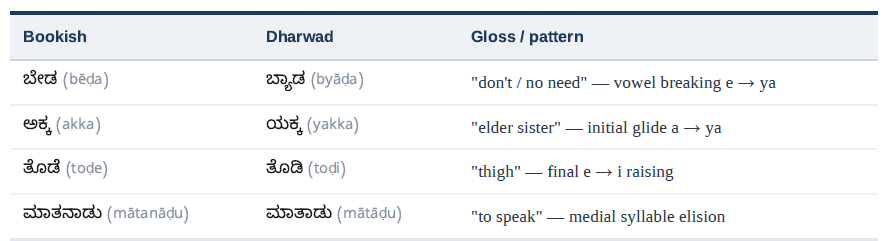 Bookish Dharwad Gloss / pattern
ಬೇಡ (bēḍa) ಬ್ಯಾಡ (byāḍa) "don't / no need" — vowel breaking e → ya
ಅಕ್ಕ (akka) ಯಕ್ಕ (yakka) "elder sister" — initial glide a → ya
ತೊಡೆ (toḍe) ತೊಡಿ (toḍi) "thigh" — final e → i raising
ಮಾತನಾಡು (mātanāḍu) ಮಾತಾಡು (mātāḍu) "to speak" — medial syllable elision